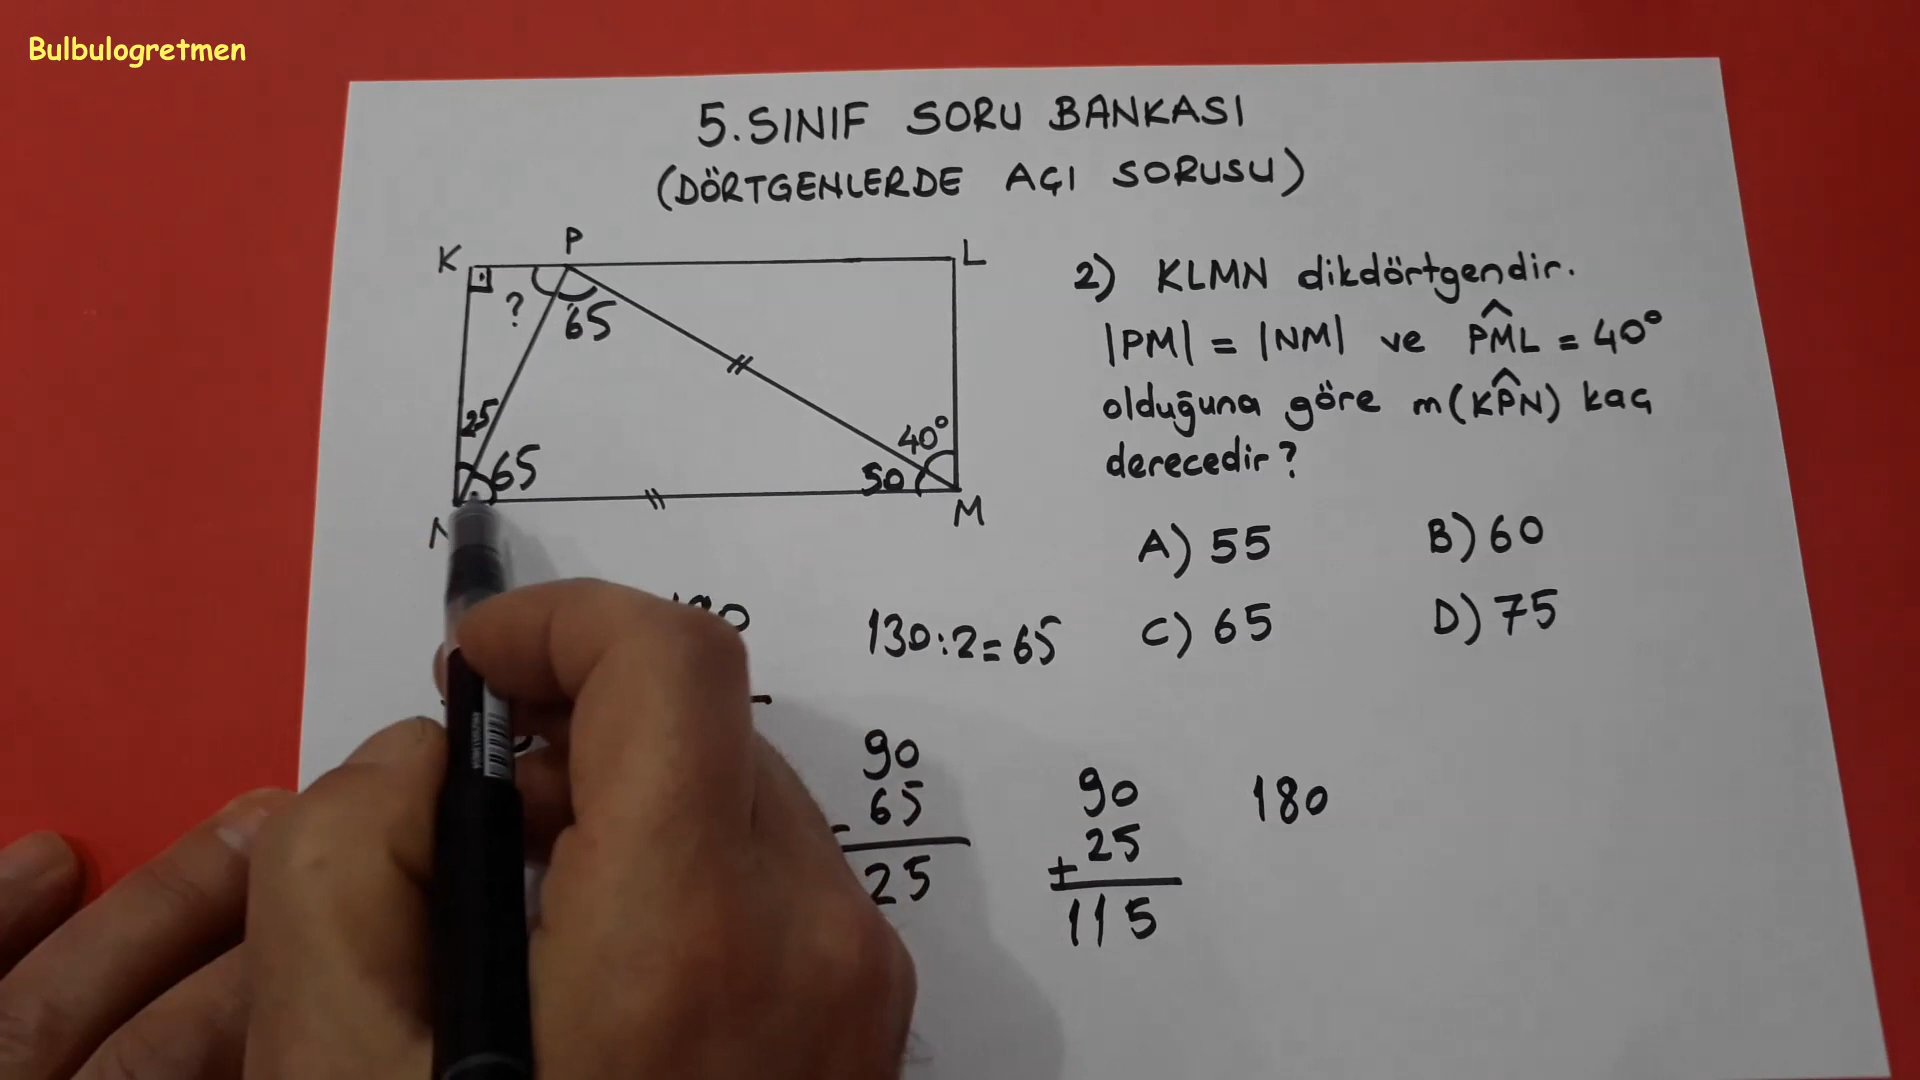 Bulbulogretmen
5. SINIF SORU BANKASI
(DÖRTGENLERDE AÇI SORUSU)
K P L
? 65
25
65
40°
50
M
2) KLMN dikdörtgendir.
|PM| = |NM| ve PML = 40°
olduğuna göre m(KPN) kaç
derecedir?
A) 55 B) 60
C) 65 D) 75
130:2=65
90
65
-
25
90
25
+
115
180